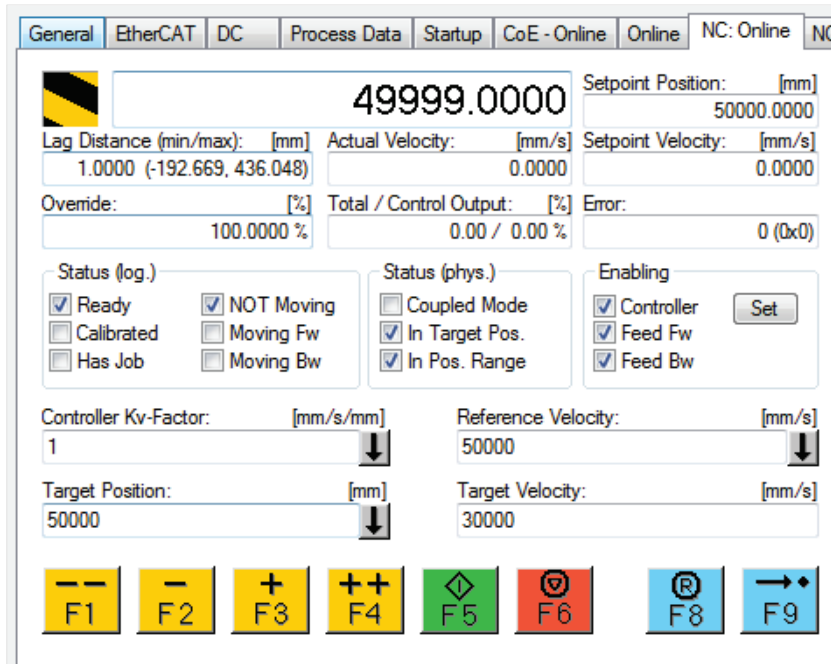 General EtherCAT DC Process Data Startup CoE - Online Online NC: Online NC
49999.0000
Setpoint Position: [mm]
50000.0000
Lag Distance (min/max): [mm] Actual Velocity: [mm/s] Setpoint Velocity: [mm/s]
1.0000 (-192.669, 436.048) 0.0000 0.0000
Override: [%] Total / Control Output: [%] Error:
100.0000 % 0.00 / 0.00 % 0 (0x0)
Status (log.) Status (phys.) Enabling
Ready NOT Moving Coupled Mode Controller Set
Calibrated Moving Fw In Target Pos. Feed Fw
Has Job Moving Bw In Pos. Range Feed Bw
Controller Kv-Factor: [mm/s/mm] Reference Velocity: [mm/s]
1 50000
Target Position: [mm] Target Velocity: [mm/s]
50000 30000
-- - + ++ R
F1 F2 F3 F4 F5 F6 F8 F9